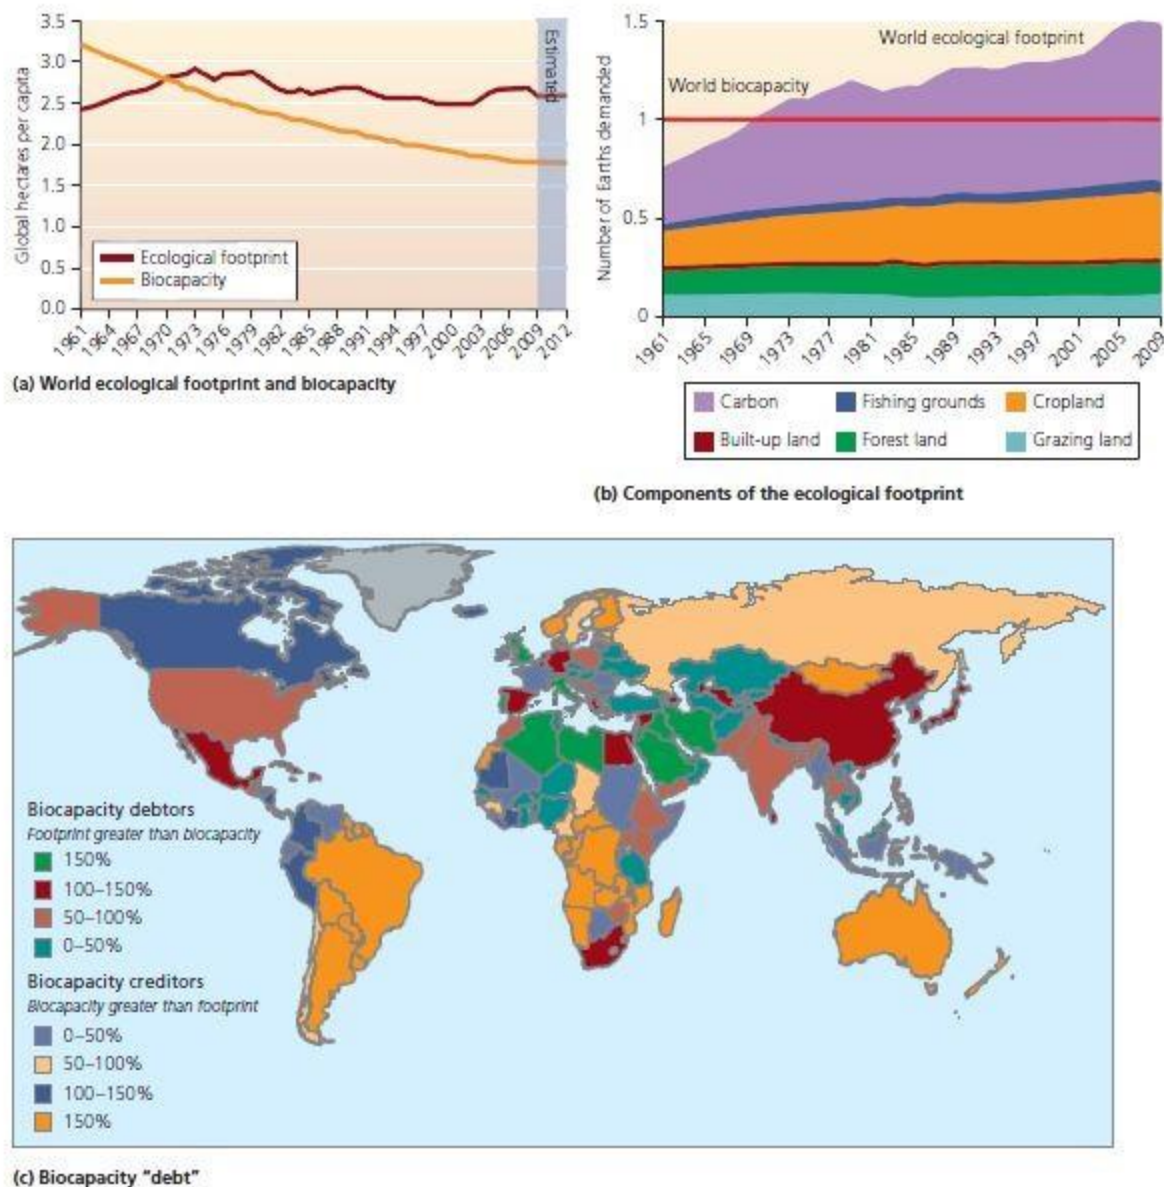 3.5
3.0
2.5
2.0
1.5
1.0
0.5
0.0
Global hectares per capita
Estimated
Ecological footprint
Biocapacity
1961
1964
1967
1970
1973
1976
1979
1982
1985
1988
1991
1994
1997
2000
2003
2006
2009
2012
(a) World ecological footprint and biocapacity
1.5
1
0.5
0
Number of Earths demanded
World ecological footprint
World biocapacity
1961
1965
1969
1973
1977
1981
1985
1989
1993
1997
2001
2005
2009
Carbon
Fishing grounds
Cropland
Built-up land
Forest land
Grazing land
(b) Components of the ecological footprint
Biocapacity debtors
Footprint greater than biocapacity
150%
100–150%
50–100%
0–50%
Biocapacity creditors
Biocapacity greater than footprint
0–50%
50–100%
100–150%
150%
(c) Biocapacity "debt"